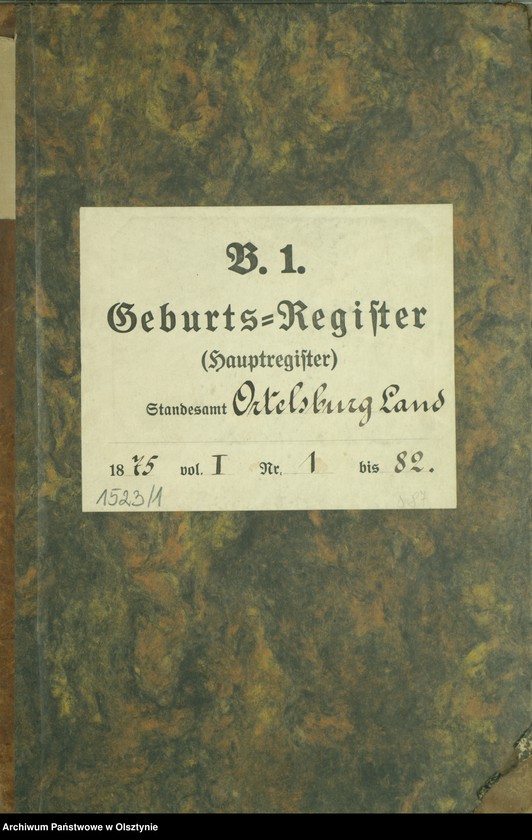 B. 1.
Geburts=Register
(Hauptregister)
Standesamt Ortelsburg Land
1875 vol. I Nr. 1 bis 82.
1523/1
Archiwum Państwowe w Olsztynie